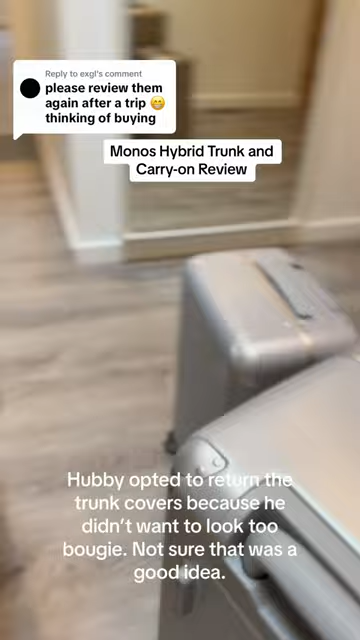 Reply to exgl's comment
please review them
again after a trip 😁
thinking of buying
Monos Hybrid Trunk and
Carry-on Review
Hubby opted to return the
trunk covers because he
didn't want to look too
bougie. Not sure that was a
good idea.